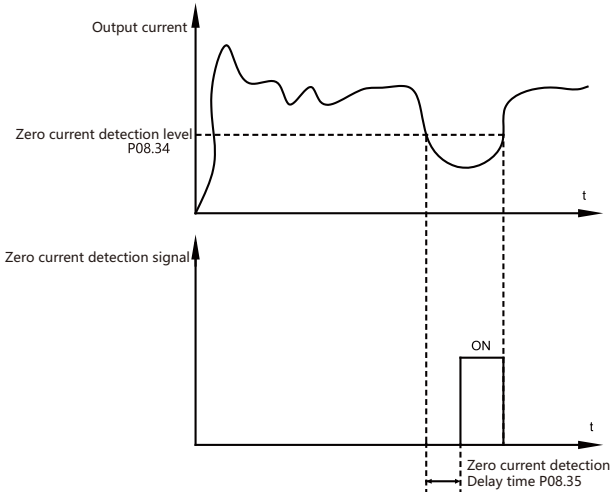 Output current
Zero current detection level
P08.34
t
Zero current detection signal
ON
t
Zero current detection
Delay time P08.35